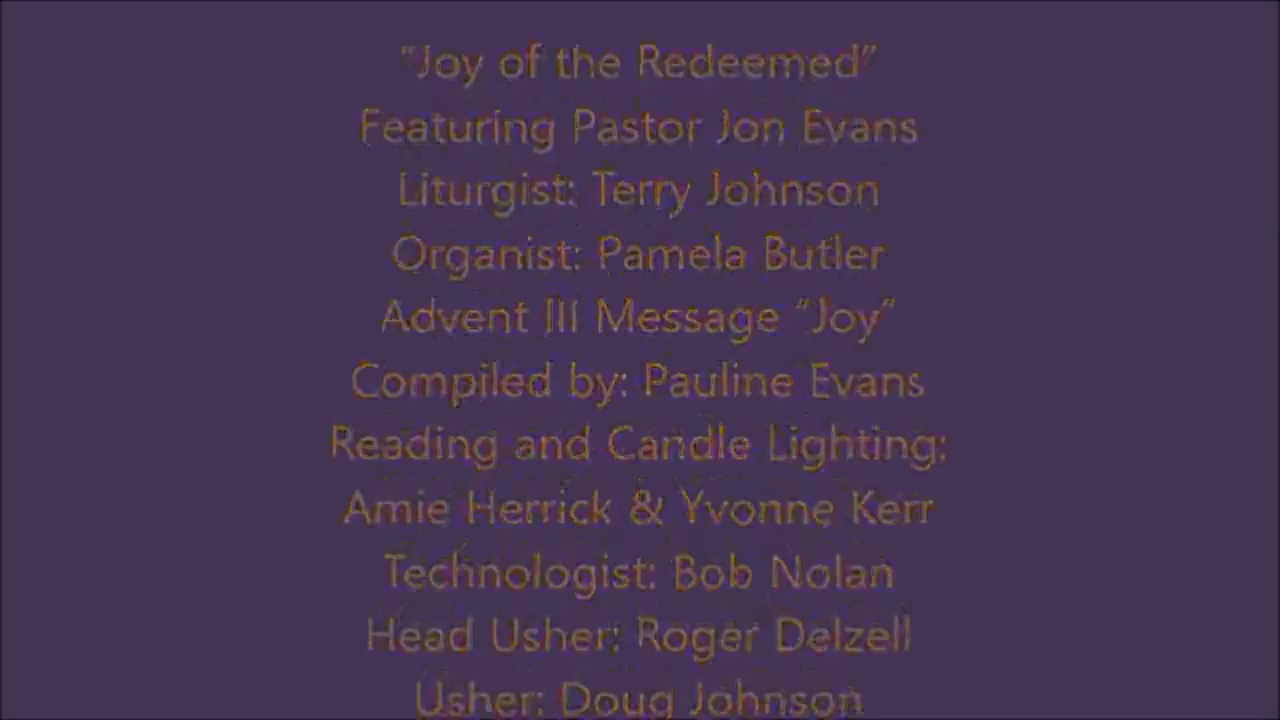 “Joy of the Redeemed”
Featuring Pastor Jon Evans
Liturgist: Terry Johnson
Organist: Pamela Butler
Advent III Message “Joy”
Compiled by: Pauline Evans
Reading and Candle Lighting:
Amie Herrick & Yvonne Kerr
Technologist: Bob Nolan
Head Usher: Roger Delzell
Usher: Doug Johnson